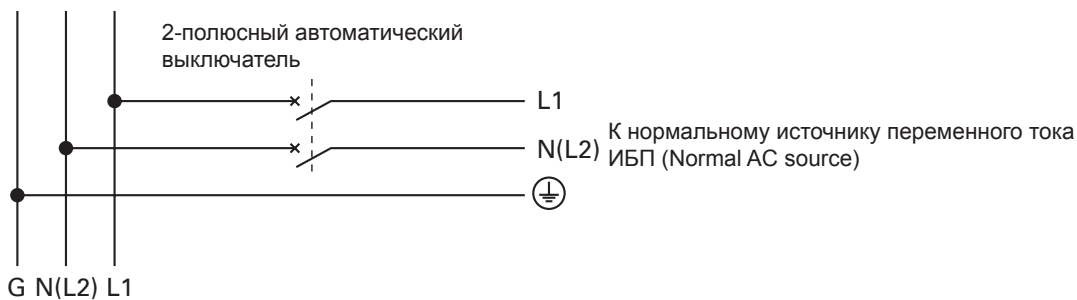 2-полюсный автоматический
выключатель
L1
N(L2)
К нормальному источнику переменного тока
ИБП (Normal AC source)
G N(L2) L1